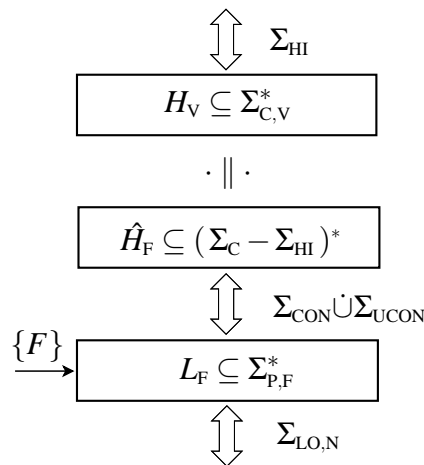 Σ_HI
H_V ⊆ Σ*_C,V
· ∥ ·
Ĥ_F ⊆ ( Σ_C − Σ_HI )*
Σ_CON ∪̇ Σ_UCON
{F}
L_F ⊆ Σ*_P,F
Σ_LO,N